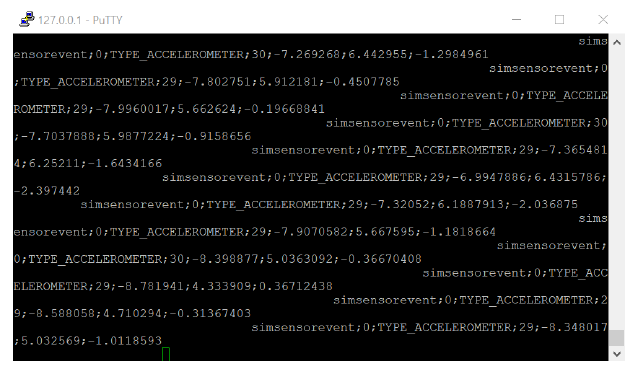 127.0.0.1 - PuTTY
sims
ensorevent;0;TYPE_ACCELEROMETER;30;-7.269268;6.442955;-1.2984961
simsensorevent;0
;TYPE_ACCELEROMETER;29;-7.802751;5.912181;-0.4507785
simsensorevent;0;TYPE_ACCELE
ROMETER;29;-7.9960017;5.662624;-0.19668841
simsensorevent;0;TYPE_ACCELEROMETER;30
;-7.7037888;5.9877224;-0.9158656
simsensorevent;0;TYPE_ACCELEROMETER;29;-7.365481
4;6.25211;-1.6434166
simsensorevent;0;TYPE_ACCELEROMETER;29;-6.9947886;6.4315786;
-2.397442
simsensorevent;0;TYPE_ACCELEROMETER;29;-7.32052;6.1887913;-2.036875
sims
ensorevent;0;TYPE_ACCELEROMETER;29;-7.9070582;5.667595;-1.1818664
simsensorevent;
0;TYPE_ACCELEROMETER;30;-8.398877;5.0363092;-0.36670408
simsensorevent;0;TYPE_ACC
ELEROMETER;29;-8.781941;4.333909;0.36712438
simsensorevent;0;TYPE_ACCELEROMETER;2
9;-8.588058;4.710294;-0.31367403
simsensorevent;0;TYPE_ACCELEROMETER;29;-8.348017
;5.032569;-1.0118593